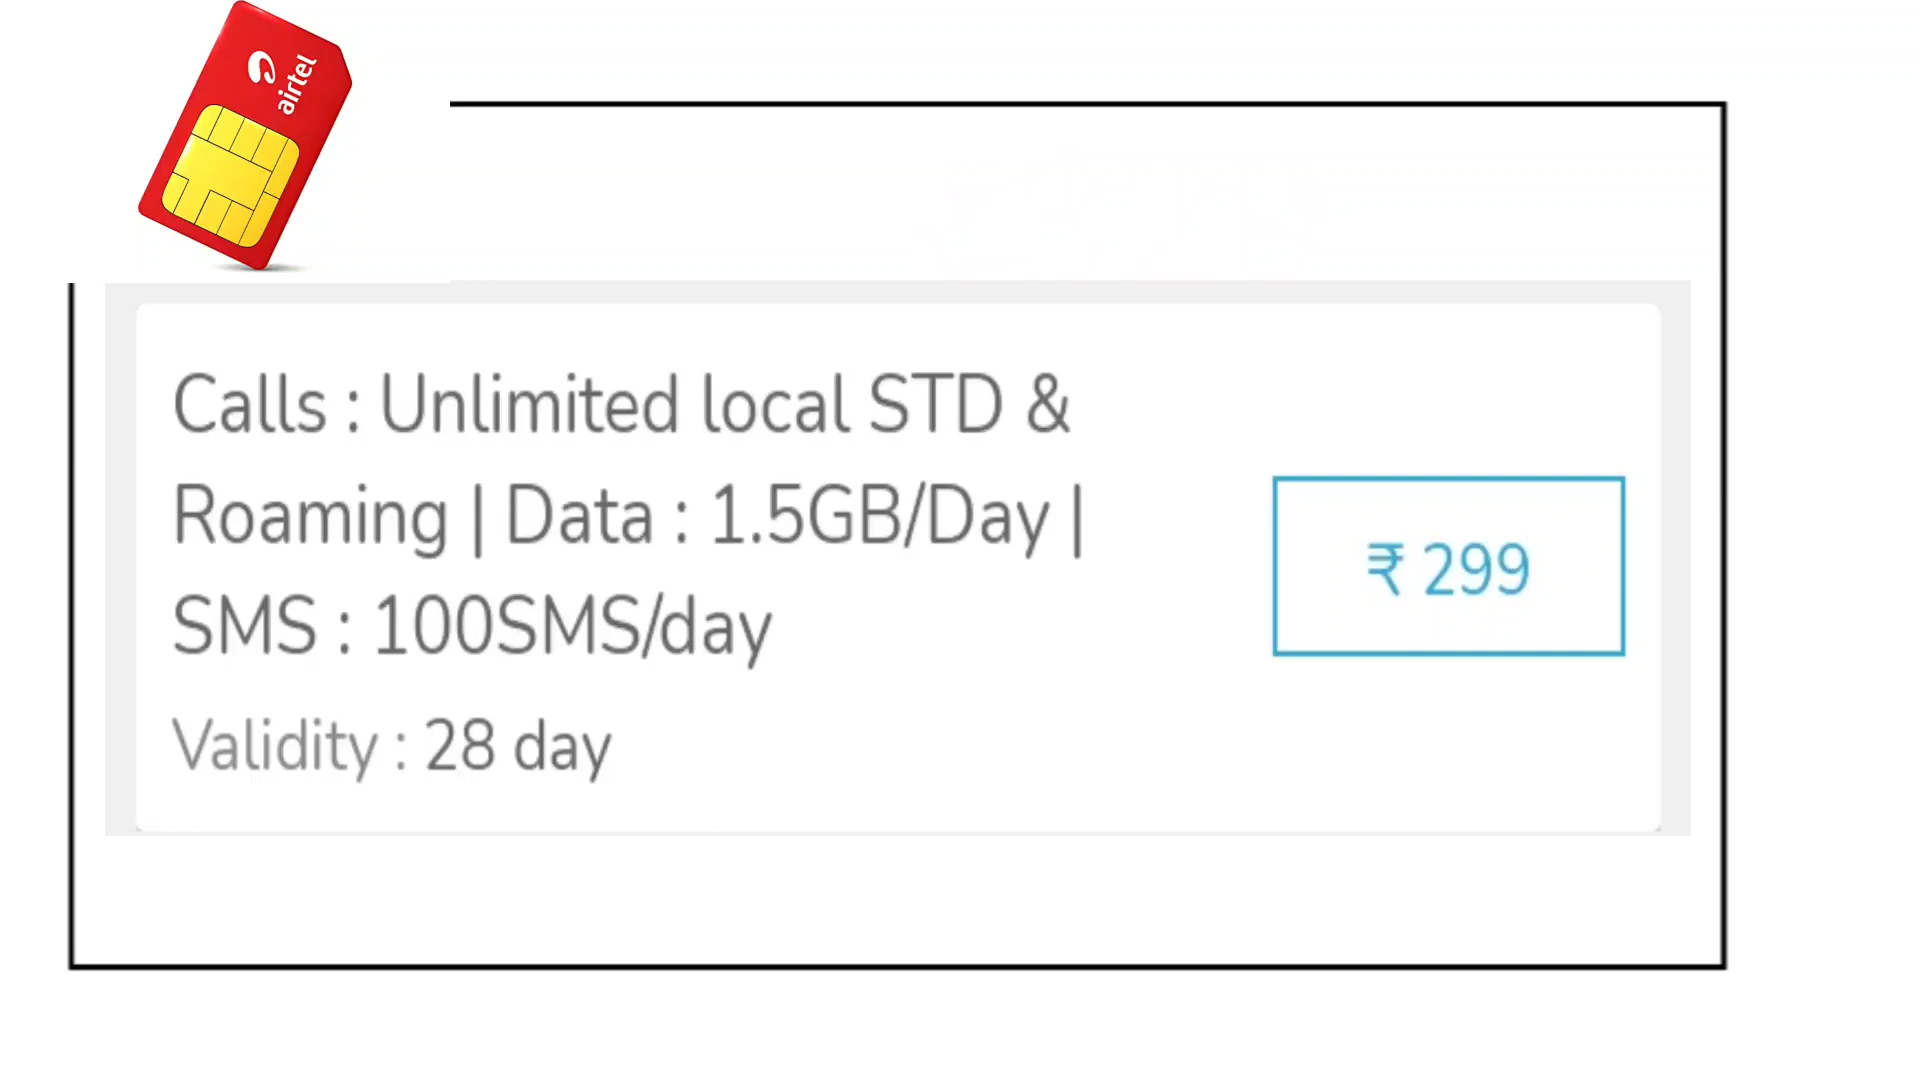 airtel
Calls : Unlimited local STD &
Roaming | Data : 1.5GB/Day |
SMS : 100SMS/day
₹ 299
Validity : 28 day